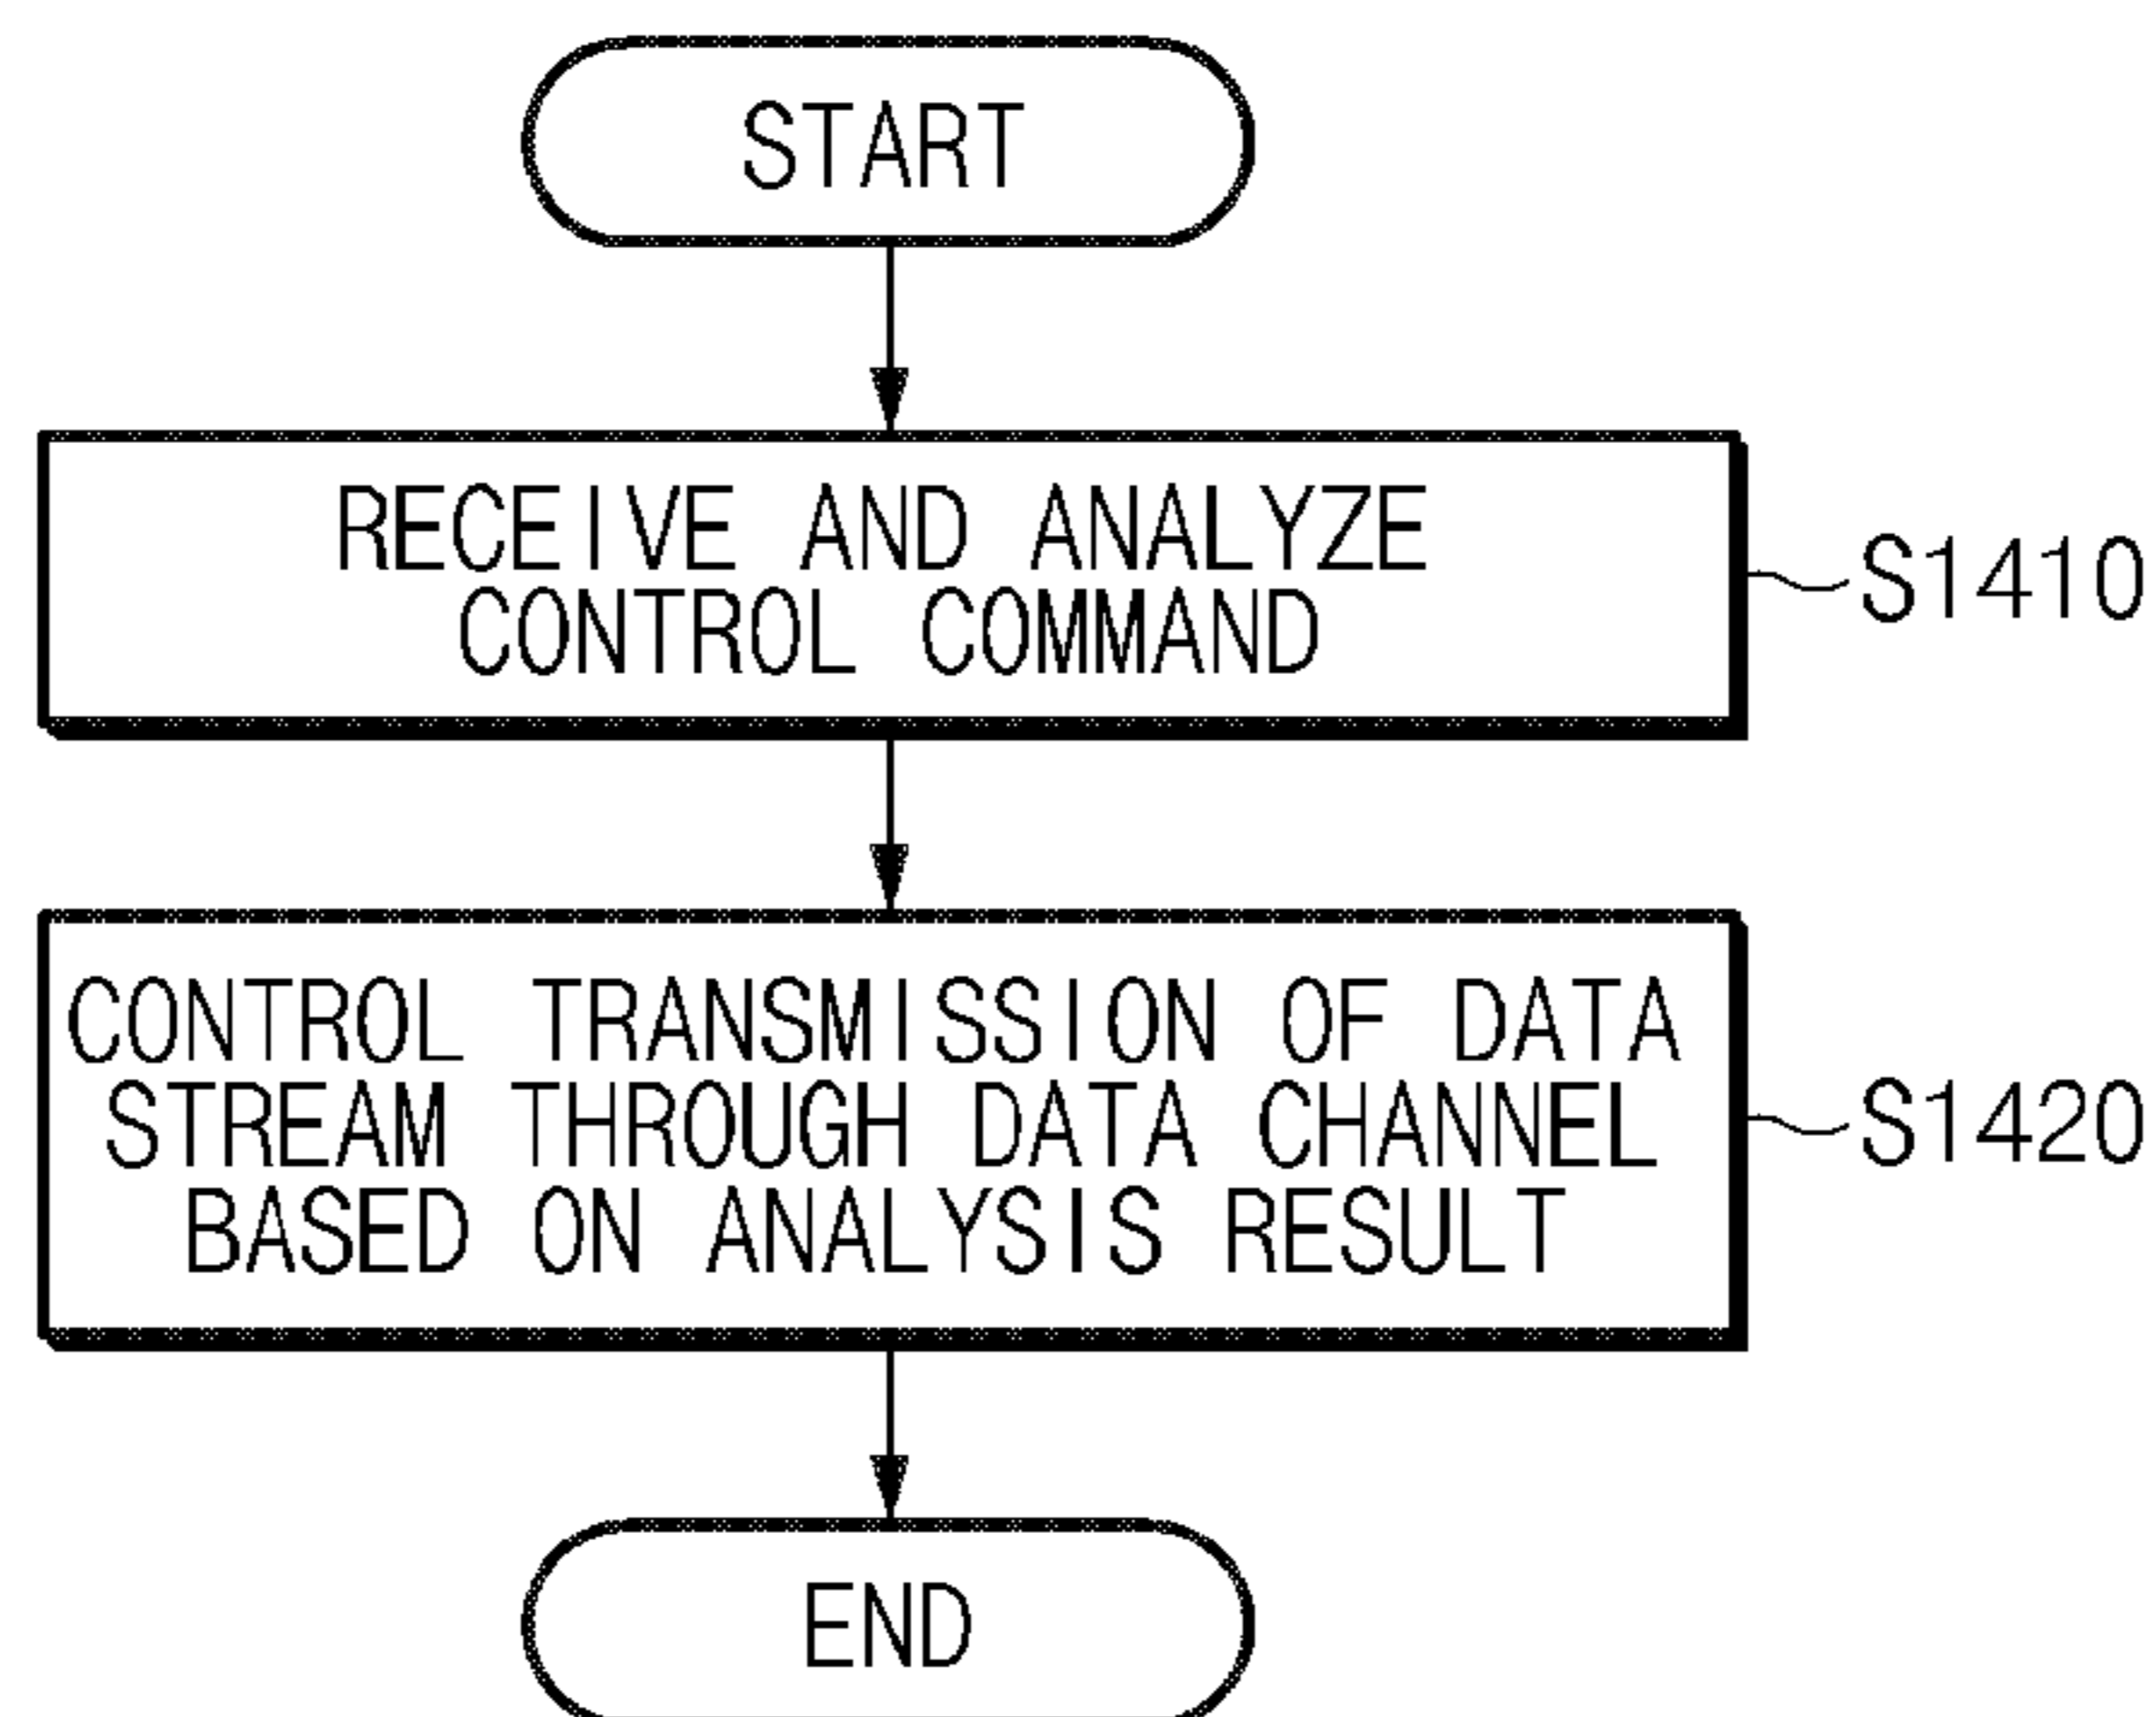 START
RECEIVE AND ANALYZE
CONTROL COMMAND
S1410
CONTROL TRANSMISSION OF DATA
STREAM THROUGH DATA CHANNEL
BASED ON ANALYSIS RESULT
S1420
END